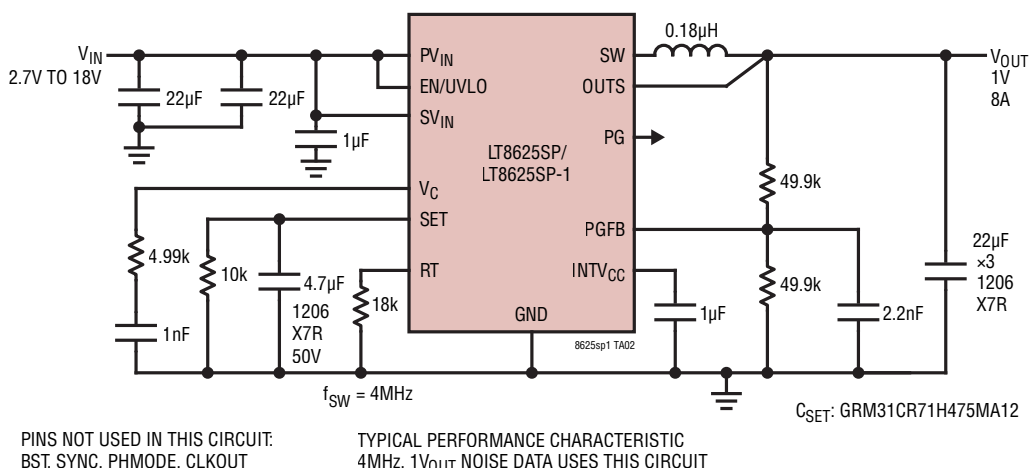 V_IN
2.7V TO 18V
22µF
22µF
1µF
PV_IN
EN/UVLO
SV_IN
V_C
SET
RT
LT8625SP/
LT8625SP-1
GND
SW
OUTS
PG
PGFB
INTV_CC
0.18µH
V_OUT
1V
8A
49.9k
49.9k
22µF
×3
1206
X7R
2.2nF
1µF
4.99k
1nF
10k
4.7µF
1206
X7R
50V
18k
8625sp1 TA02
f_SW = 4MHz
C_SET: GRM31CR71H475MA12
PINS NOT USED IN THIS CIRCUIT:
BST, SYNC, PHMODE, CLKOUT
TYPICAL PERFORMANCE CHARACTERISTIC
4MHz, 1V_OUT NOISE DATA USES THIS CIRCUIT